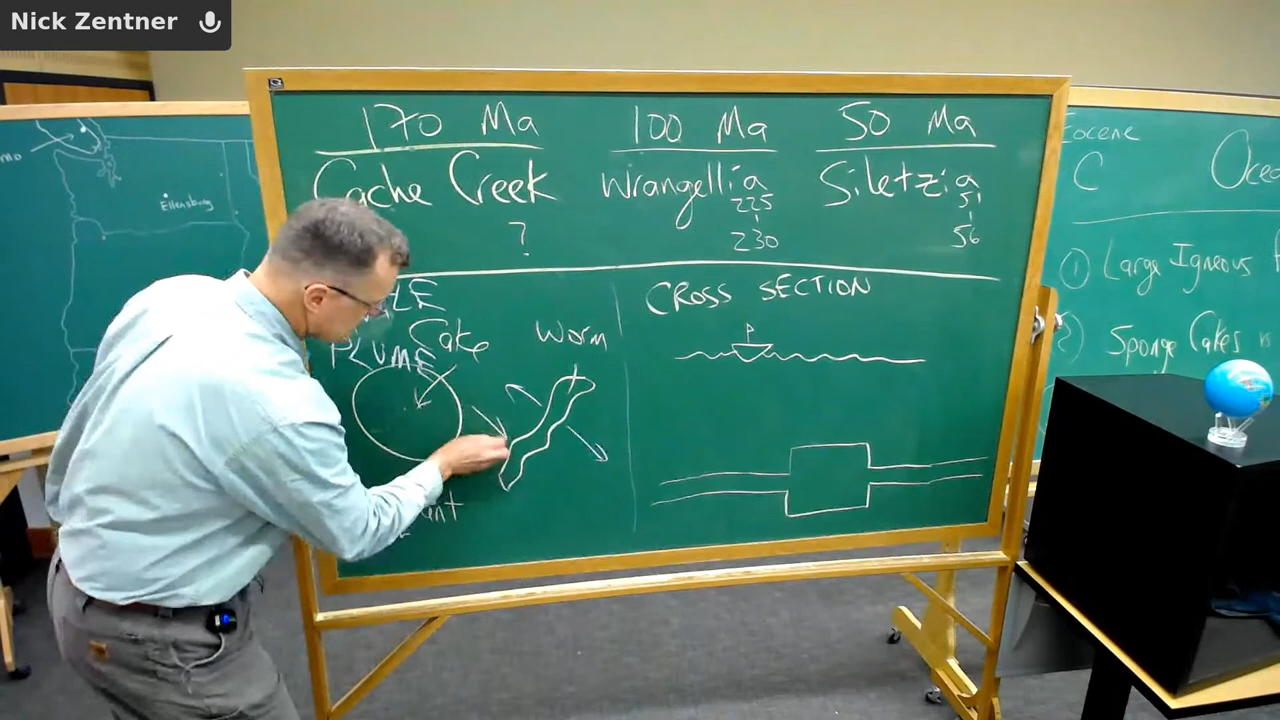 Nick Zentner
170 Ma
100 Ma
50 Ma
Cache Creek
?
Wrangellia
225
230
Siletzia
51
56
CROSS SECTION
P
PLUME
Cake
Worm
Ellensburg
Eocene
C
① Large Igneous
Sponge Cakes